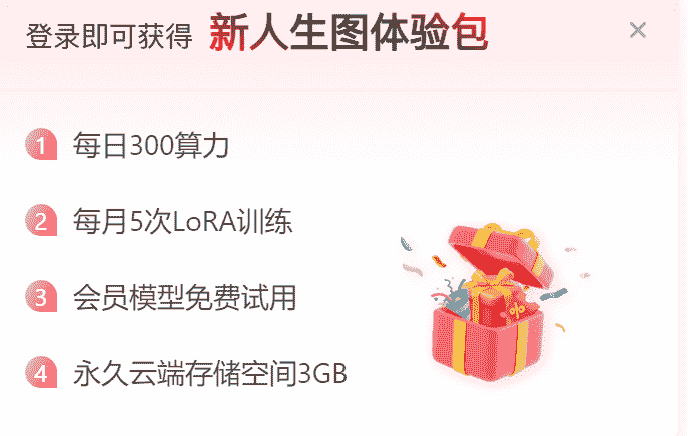 登录即可获得 新人生图体验包
1 每日300算力
2 每月5次LoRA训练
3 会员模型免费试用
4 永久云端存储空间3GB
%